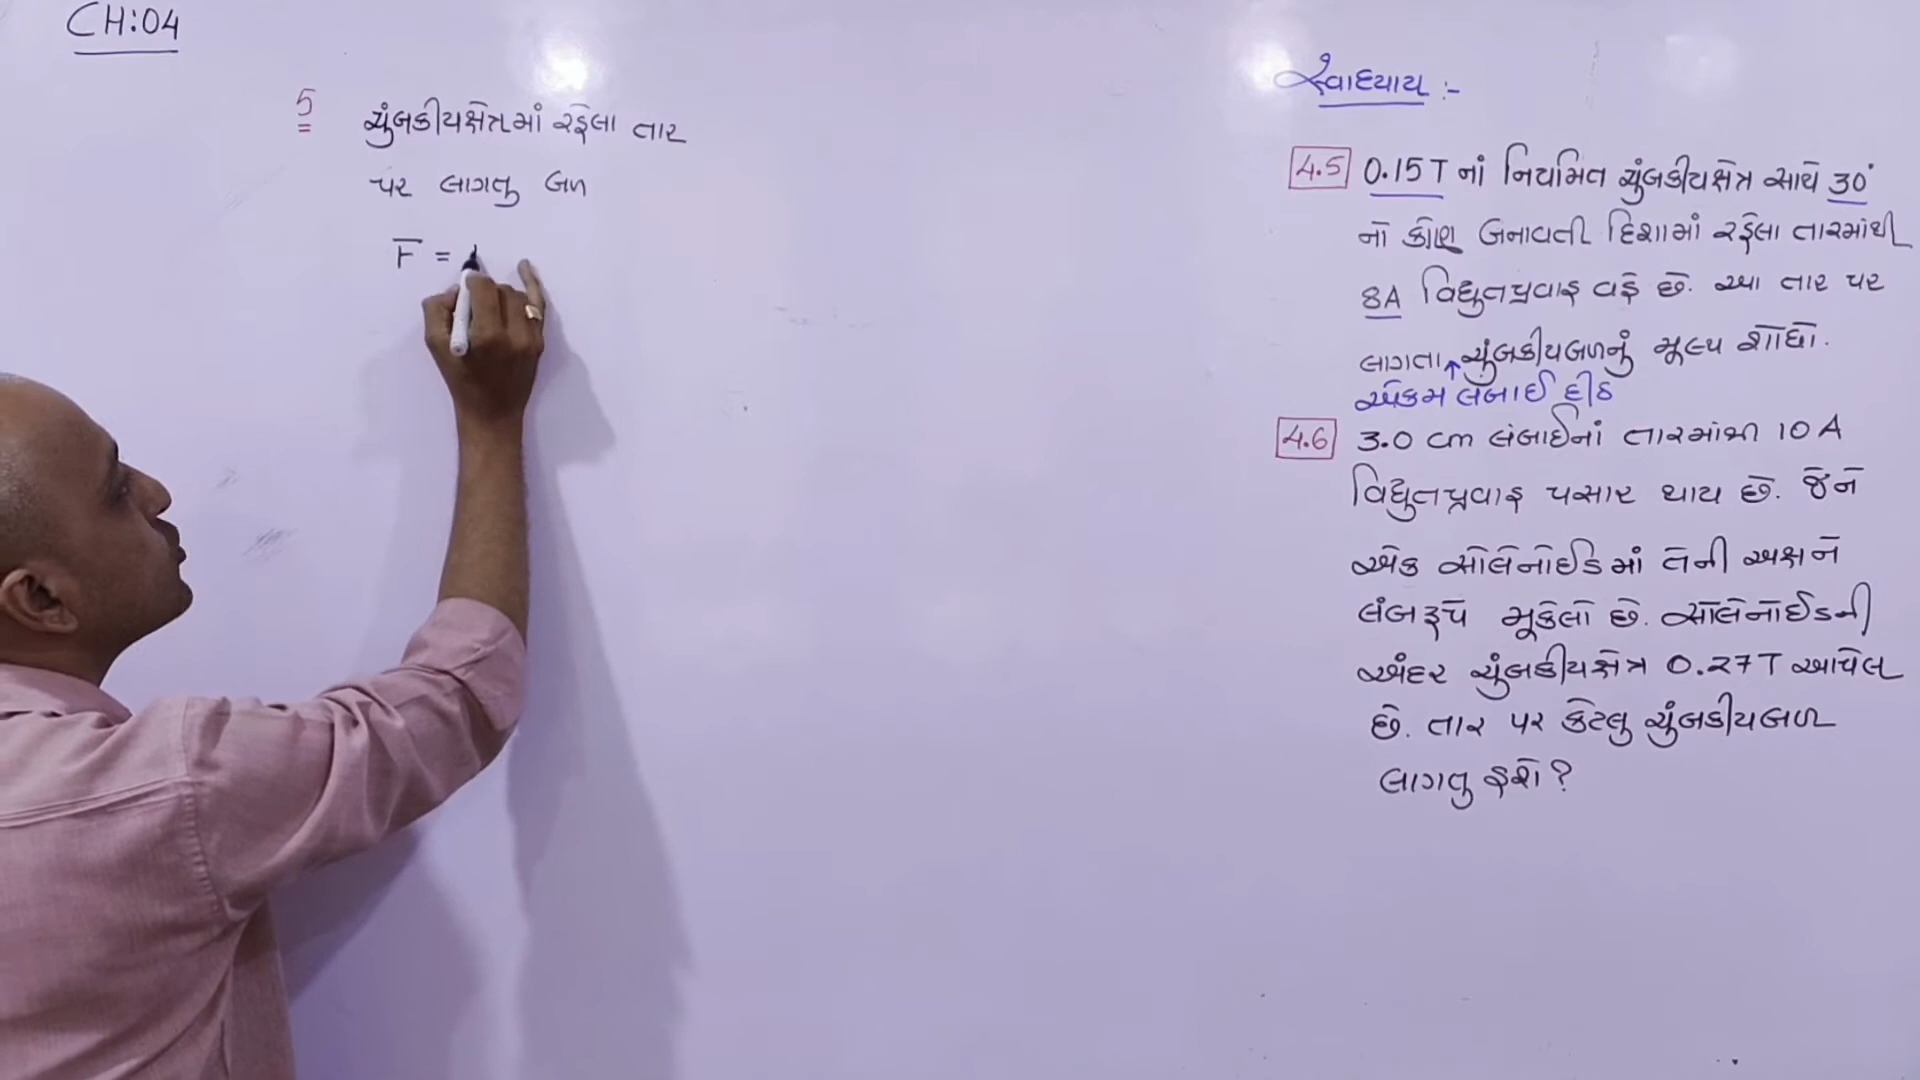 CH:04
5 ચુંબકીયક્ષેત્રમાં રહેલા તાર
પર લાગતુ બળ
F =
સ્વાધ્યાય :-
4.5 0.15T નાં નિયમિત ચુંબકીયક્ષેત્ર સાથે 30°
નો કોણ બનાવતી દિશામાં રહેલા તારમાંથી
8A વિદ્યુતપ્રવાહ વહે છે. આ તાર પર
લાગતા ↑ ચુંબકીયબળનું મૂલ્ય શોધો.
એકમ લંબાઈ દીઠ
4.6 3.0 cm લંબાઈનાં તારમાંથી 10 A
વિદ્યુતપ્રવાહ પસાર થાય છે. જેને
એક સોલેનોઈડમાં તેની અક્ષને
લંબરૂપે મૂકેલો છે. સોલેનોઈડની
અંદર ચુંબકીયક્ષેત્ર 0.27T આપેલ
છે. તાર પર કેટલુ ચુંબકીયબળ
લાગતુ હશે?